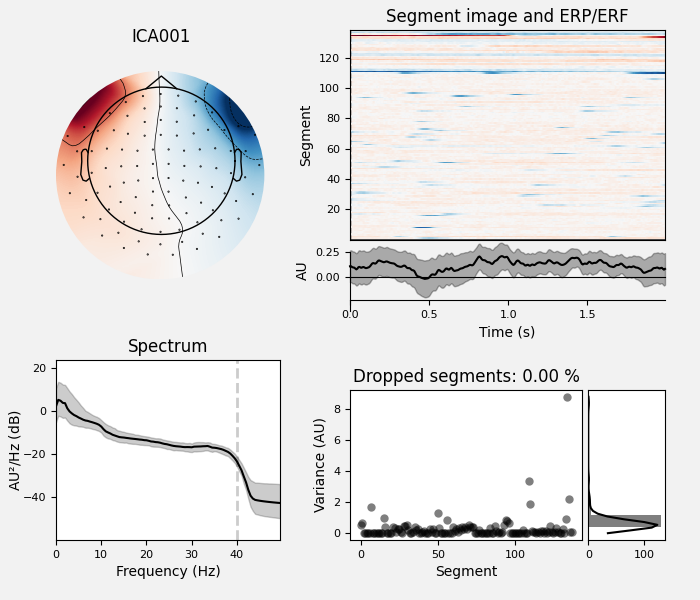 ICA001
Segment image and ERP/ERF
Segment
120
100
80
60
40
20
AU
0.25
0.00
0.0 0.5 1.0 1.5
Time (s)
Spectrum
AU²/Hz (dB)
20
0
−20
−40
0 10 20 30 40
Frequency (Hz)
Dropped segments: 0.00 %
Variance (AU)
8
6
4
2
0
0 50 100
Segment
0 100